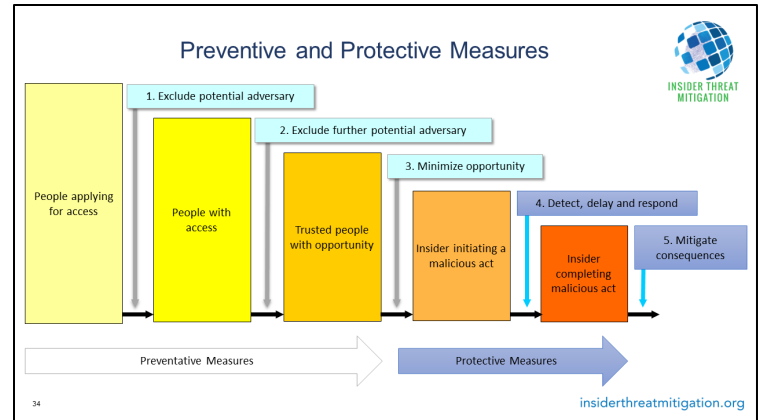 Preventive and Protective Measures
INSIDER THREAT
MITIGATION
1. Exclude potential adversary
2. Exclude further potential adversary
3. Minimize opportunity
4. Detect, delay and respond
5. Mitigate
consequences
People applying
for access
People with
access
Trusted people
with opportunity
Insider initiating a
malicious act
Insider
completing
malicious act
Preventative Measures
Protective Measures
34
insiderthreatmitigation.org